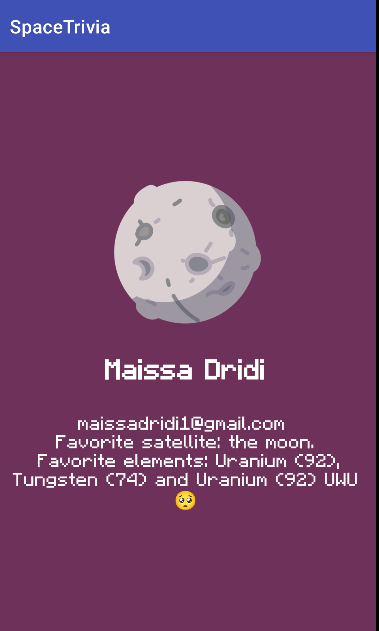 SpaceTrivia
Maissa Dridi
maissadridi1@gmail.com
Favorite satellite: the moon.
Favorite elements: Uranium (92),
Tungsten (74) and Uranium (92) UWU
🥺